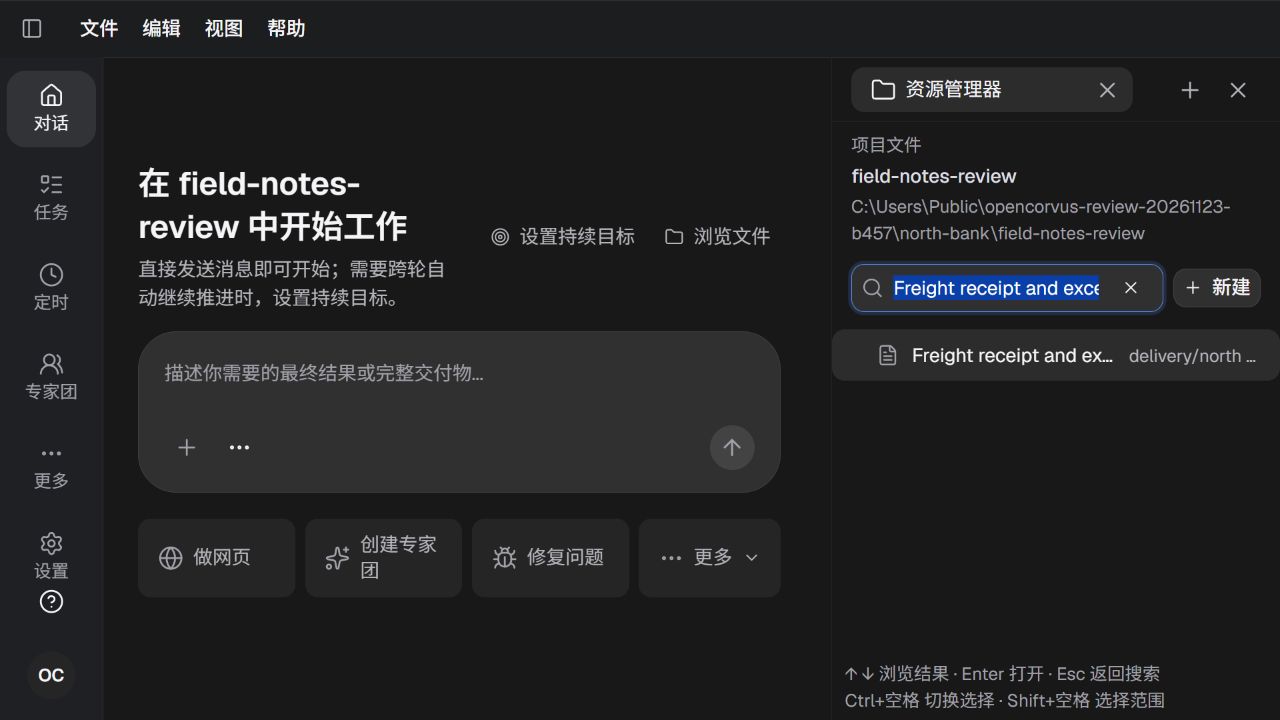 文件 编辑 视图 帮助
对话
任务
定时
专家团
更多
设置
OC
在 field-notes-
review 中开始工作
直接发送消息即可开始；需要跨轮自
动继续推进时，设置持续目标。
设置持续目标
浏览文件
描述你需要的最终结果或完整交付物...
做网页
创建专家
团
修复问题
更多
资源管理器
项目文件
field-notes-review
C:\Users\Public\opencorvus-review-20261123-
b457\north-bank\field-notes-review
Freight receipt and exce
新建
Freight receipt and ex... delivery/north ...
↑↓ 浏览结果 · Enter 打开 · Esc 返回搜索
Ctrl+空格 切换选择 · Shift+空格 选择范围